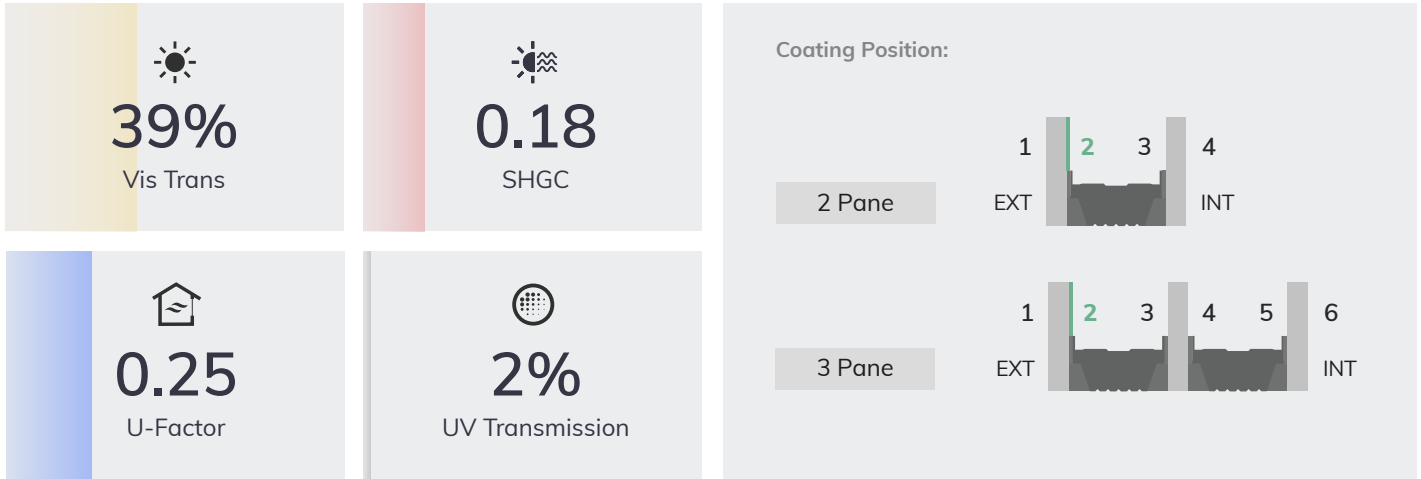 39%
Vis Trans
0.18
SHGC
0.25
U-Factor
2%
UV Transmission
Coating Position:
1 2 3 4
2 Pane EXT INT
1 2 3 4 5 6
3 Pane EXT INT